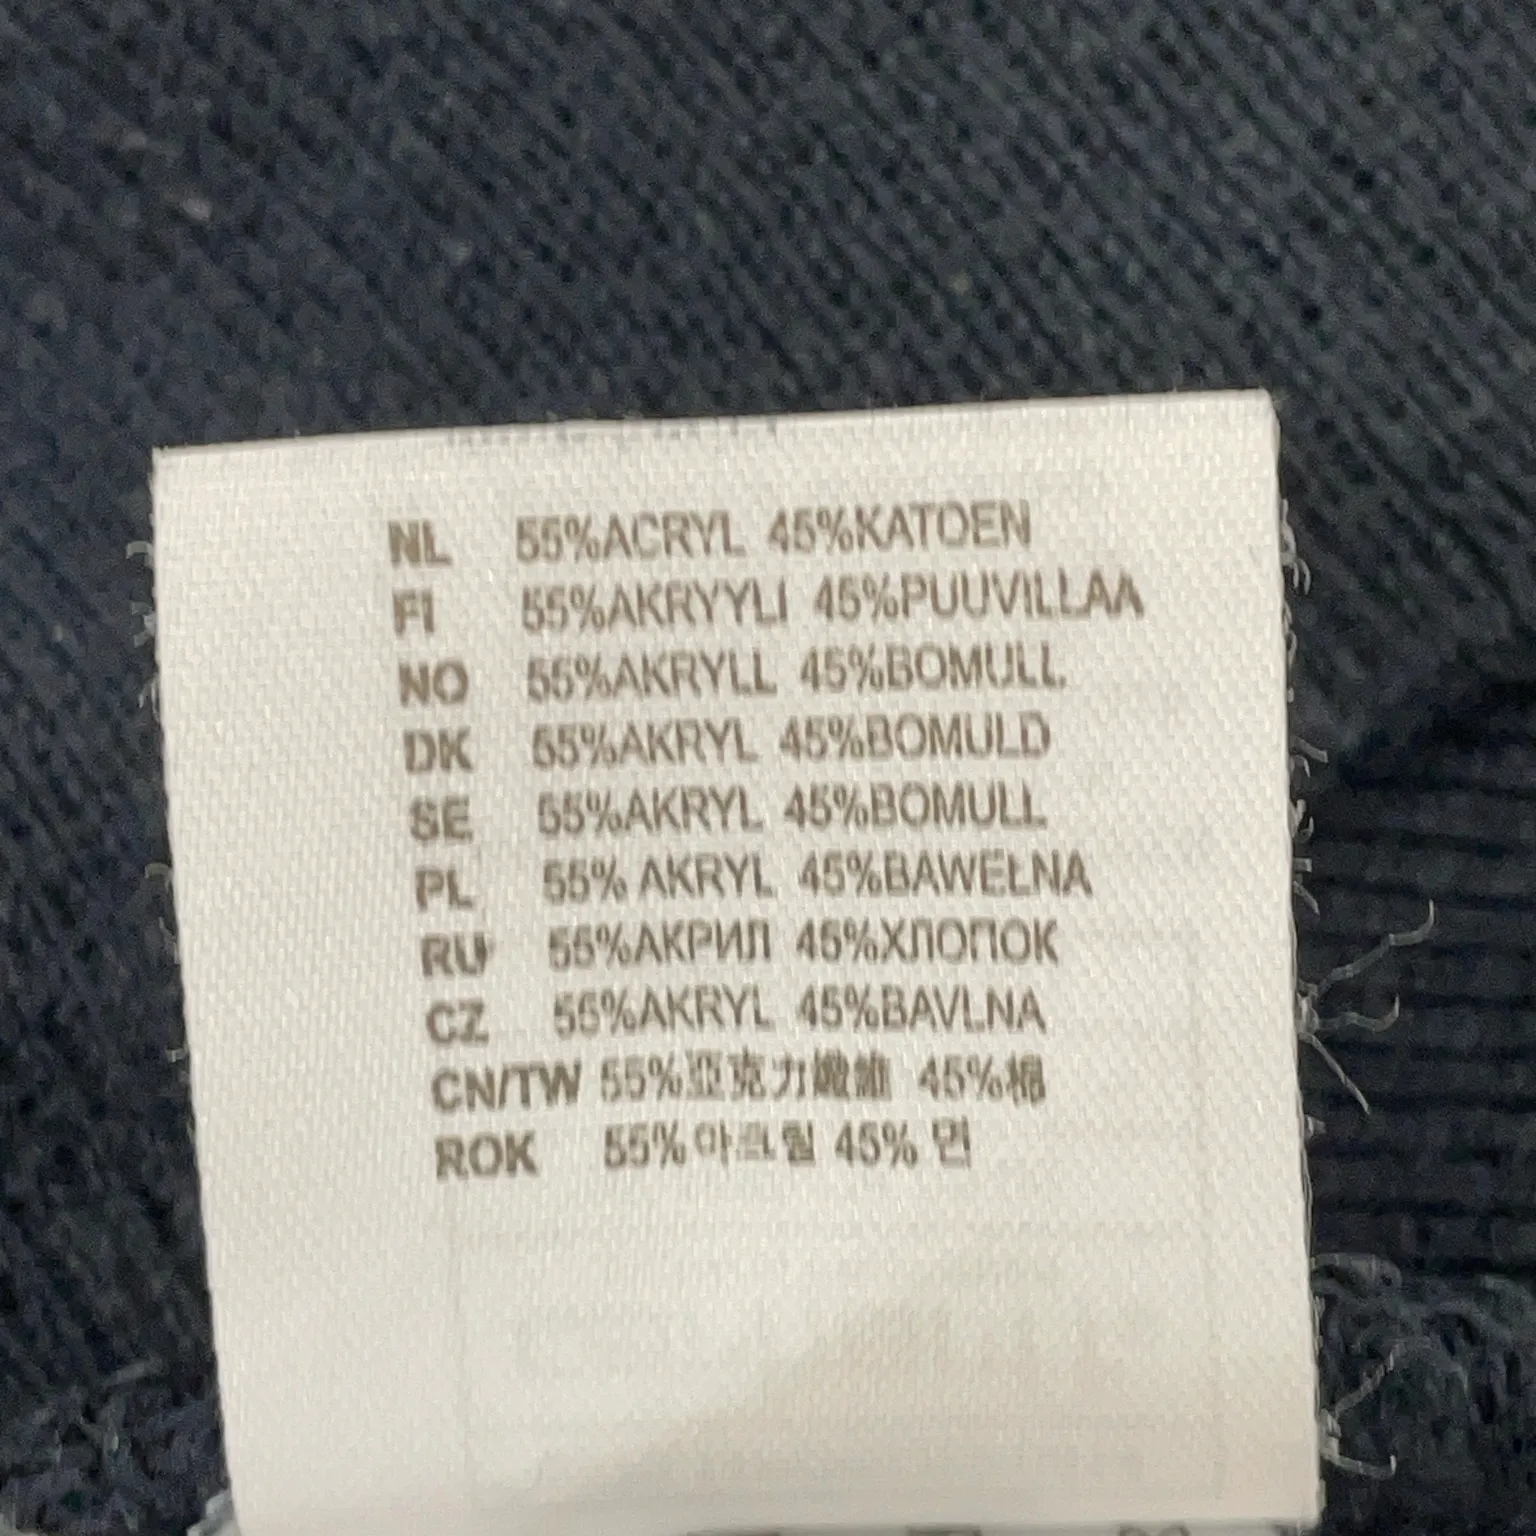 NL 55%ACRYL 45%KATOEN
FI 55%AKRYYLI 45%PUUVILLAA
NO 55%AKRYLL 45%BOMULL
DK 55%AKRYL 45%BOMULD
SE 55%AKRYL 45%BOMULL
PL 55% AKRYL 45%BAWEŁNA
RU 55%АКРИЛ 45%ХЛОПОК
CZ 55%AKRYL 45%BAVLNA
CN/TW 55%亞克力纖維 45%棉
ROK 55% 아크릴 45% 면